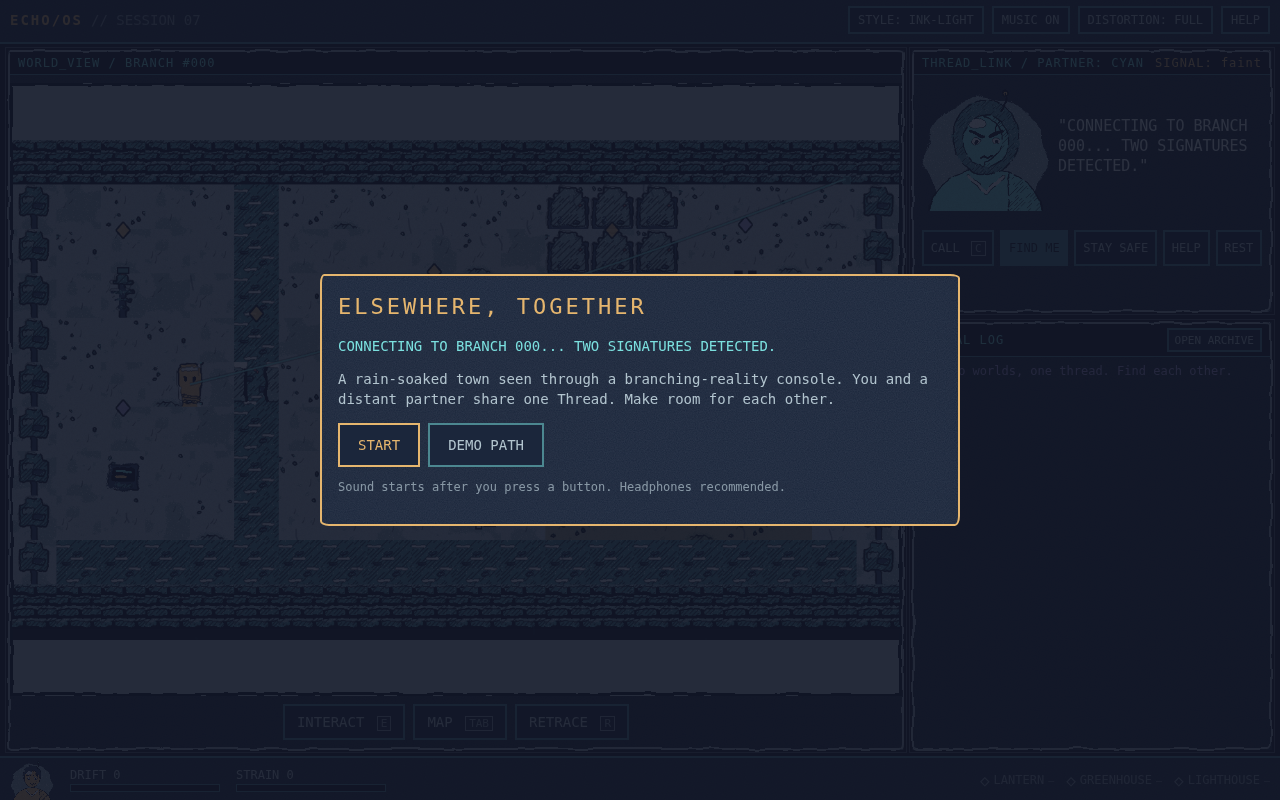 ECHO/OS // SESSION 07
STYLE: INK-LIGHT
MUSIC ON
DISTORTION: FULL
HELP
WORLD_VIEW / BRANCH #000
THREAD_LINK / PARTNER: CYAN
SIGNAL: faint
"CONNECTING TO BRANCH
000... TWO SIGNATURES
DETECTED."
CALL C
FIND ME
STAY SAFE
HELP
REST
ELSEWHERE, TOGETHER
CONNECTING TO BRANCH 000... TWO SIGNATURES DETECTED.
A rain-soaked town seen through a branching-reality console. You and a
distant partner share one Thread. Make room for each other.
START
DEMO PATH
Sound starts after you press a button. Headphones recommended.
LOG
OPEN ARCHIVE
worlds, one thread. Find each other.
INTERACT E
MAP TAB
RETRACE R
DRIFT 0
STRAIN 0
◇ LANTERN -
◇ GREENHOUSE -
◇ LIGHTHOUSE -